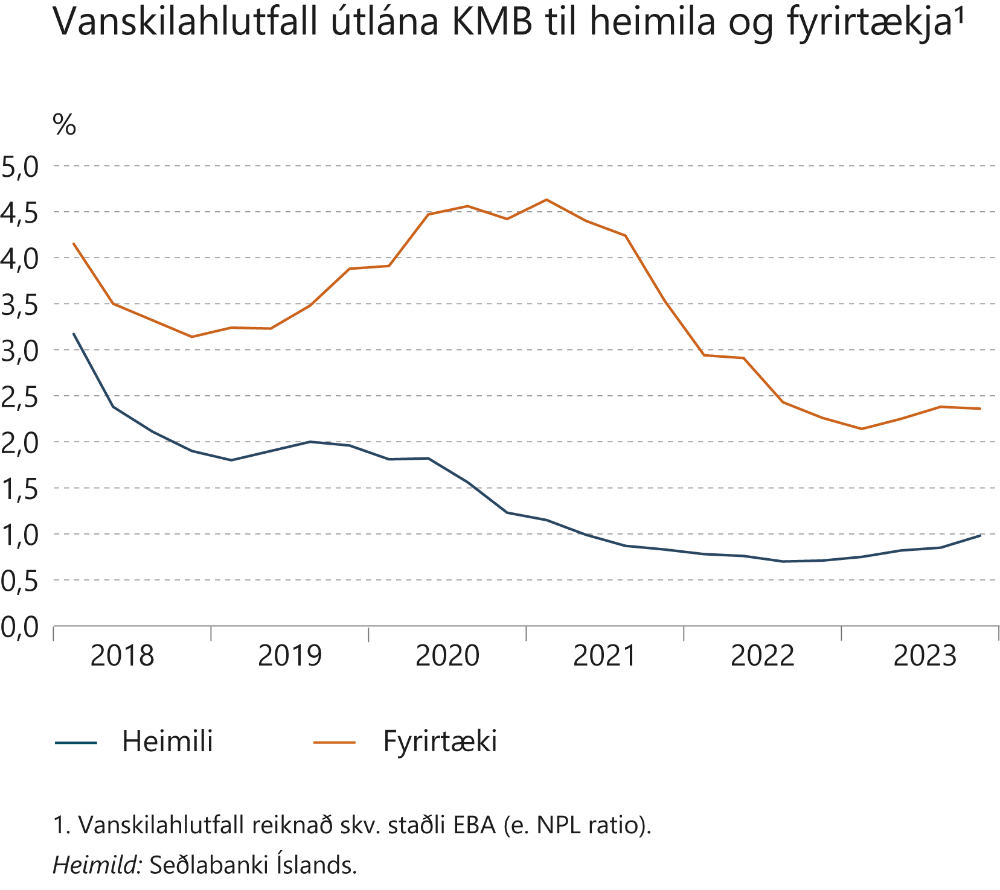 Vanskilahlutfall útlána KMB til heimila og fyrirtækja¹
%
5,0
4,5
4,0
3,5
3,0
2,5
2,0
1,5
1,0
0,5
0,0
2018 2019 2020 2021 2022 2023
Heimili Fyrirtæki
1. Vanskilahlutfall reiknað skv. staðli EBA (e. NPL ratio).
Heimild: Seðlabanki Íslands.